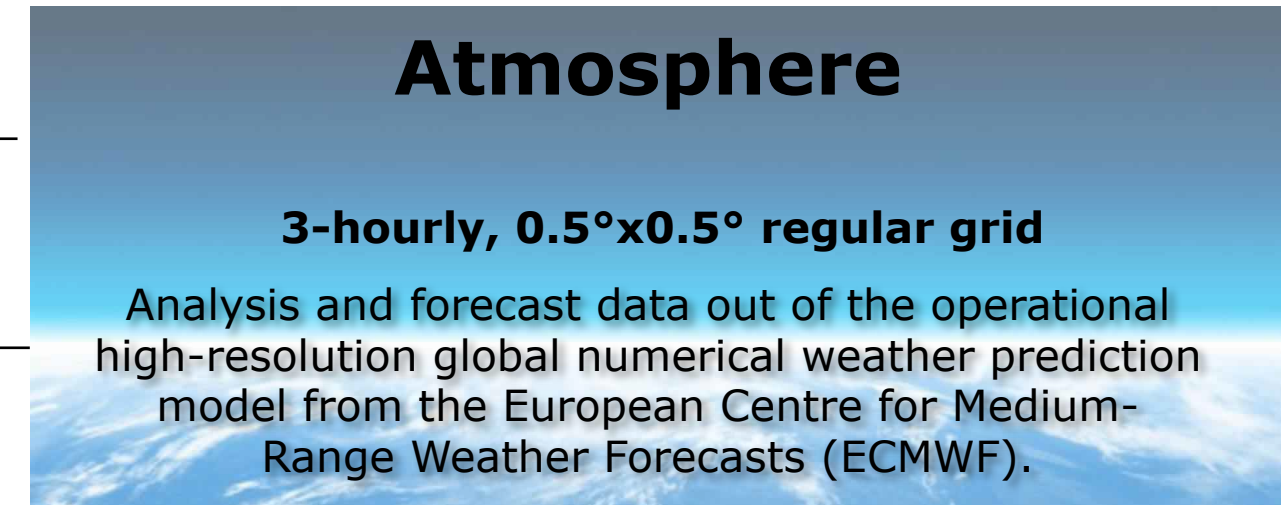 Atmosphere
3-hourly, 0.5°x0.5° regular grid
Analysis and forecast data out of the operational
high-resolution global numerical weather prediction
model from the European Centre for Medium-
Range Weather Forecasts (ECMWF).